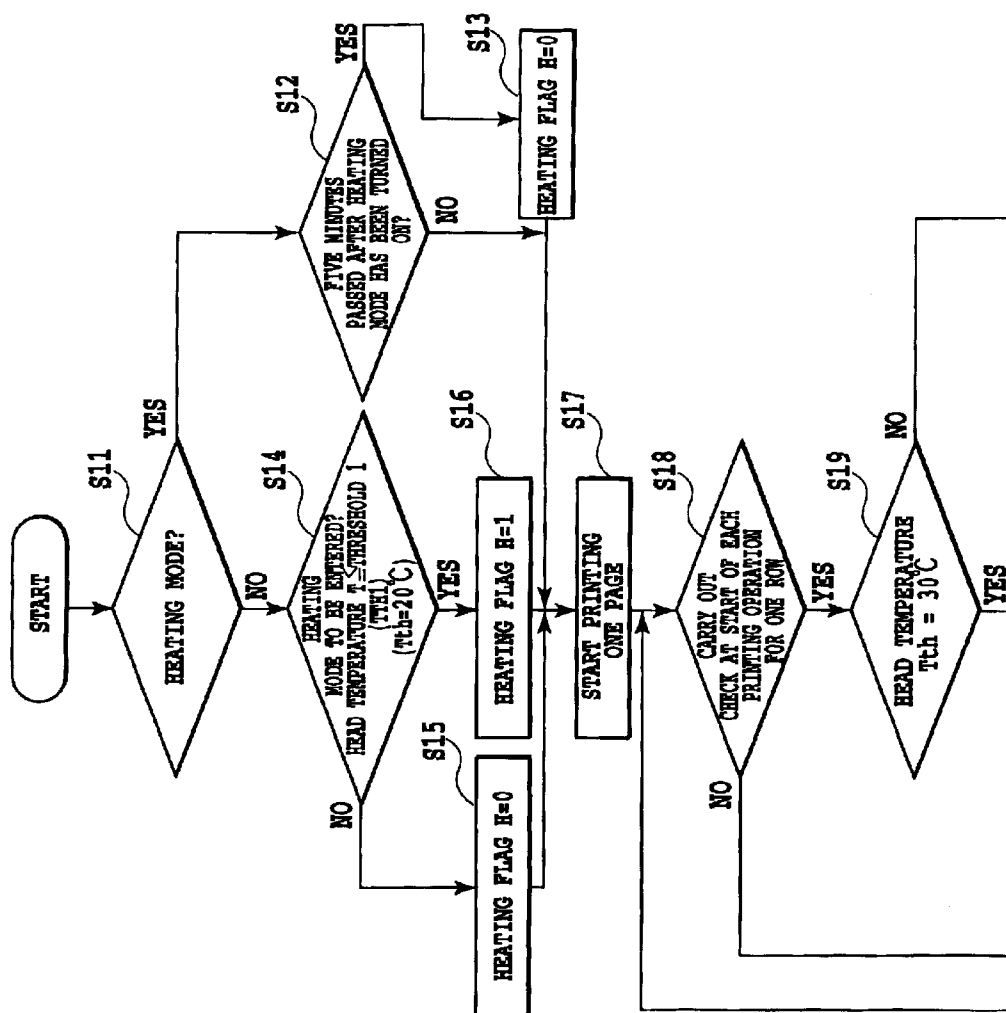 START
S11
HEATING MODE?
YES
NO
S12
FIVE MINUTES
PASSED AFTER HEATING
MODE HAS BEEN TURNED
ON?
YES
NO
S13
HEATING FLAG H=0
S14
HEATING
MODE TO BE ENTERED?
HEAD TEMPERATURE T≦THRESHOLD 1
(TTH1)
(Tth=20°C)
NO
YES
S15
HEATING FLAG H=0
S16
HEATING FLAG H=1
S17
START PRINTING
ONE PAGE
S18
CARRY OUT
CHECK AT START OF EACH
PRINTING OPERATION
FOR ONE ROW
NO
YES
S19
HEAD TEMPERATURE
Tth = 30°C
NO
YES